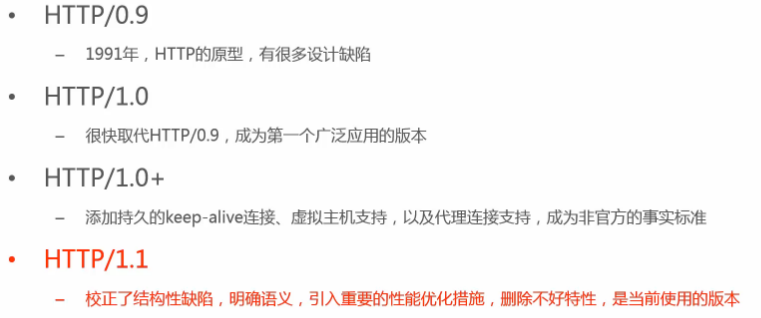 • HTTP/0.9
– 1991年，HTTP的原型，有很多设计缺陷
• HTTP/1.0
– 很快取代HTTP/0.9，成为第一个广泛应用的版本
• HTTP/1.0+
– 添加持久的keep-alive连接、虚拟主机支持，以及代理连接支持，成为非官方的事实标准
• HTTP/1.1
– 校正了结构性缺陷，明确语义，引入重要的性能优化措施，删除不好特性，是当前使用的版本